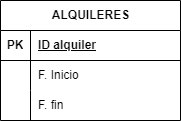 ALQUILERES
PK ID alquiler
F. Inicio
F. fin